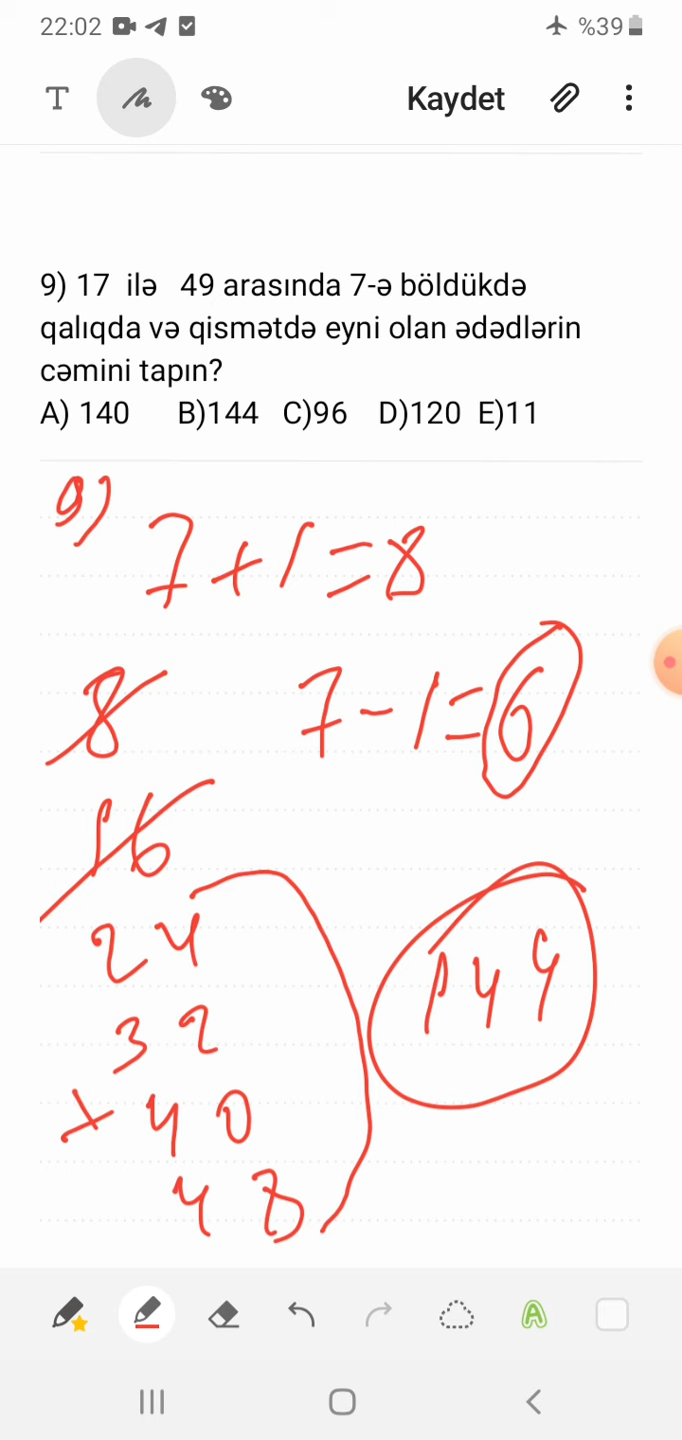 22:02 %39
T Kaydet
9) 17 ilə 49 arasında 7-ə böldükdə
qalıqda və qismətdə eyni olan ədədlərin
cəmini tapın?
A) 140 B)144 C)96 D)120 E)11
9)
7+1=8
8 7-1=6
16
24
144
32
+ 40
48
A